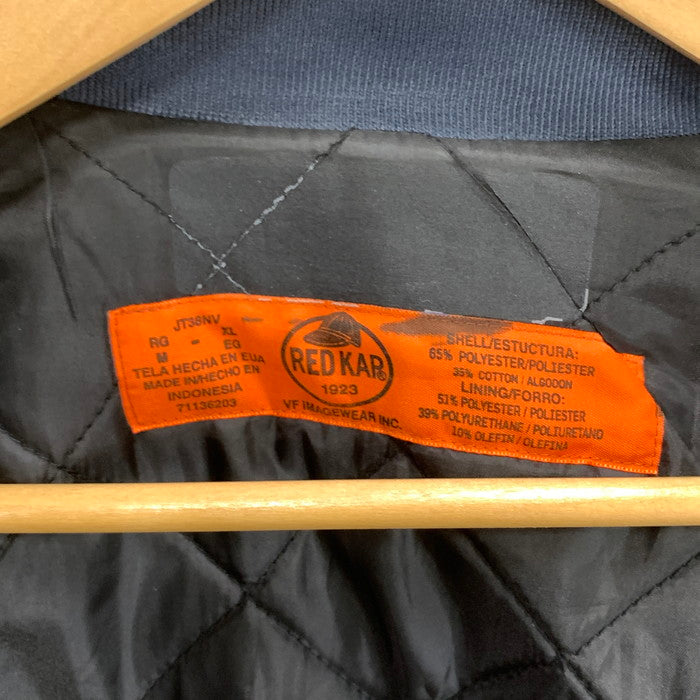 JT38NV
RG - XL
M EG
TELA HECHA EN EUA
MADE IN/HECHO EN
INDONESIA
71136203
RED KAP®
1923
VF IMAGEWEAR INC.
SHELL/ESTUCTURA:
65% POLYESTER/POLIESTER
35% COTTON / ALGODON
LINING/FORRO:
51% POLYESTER / POLIESTER
39% POLYURETHANE / POLIURETANO
10% OLEFIN / OLEFINA